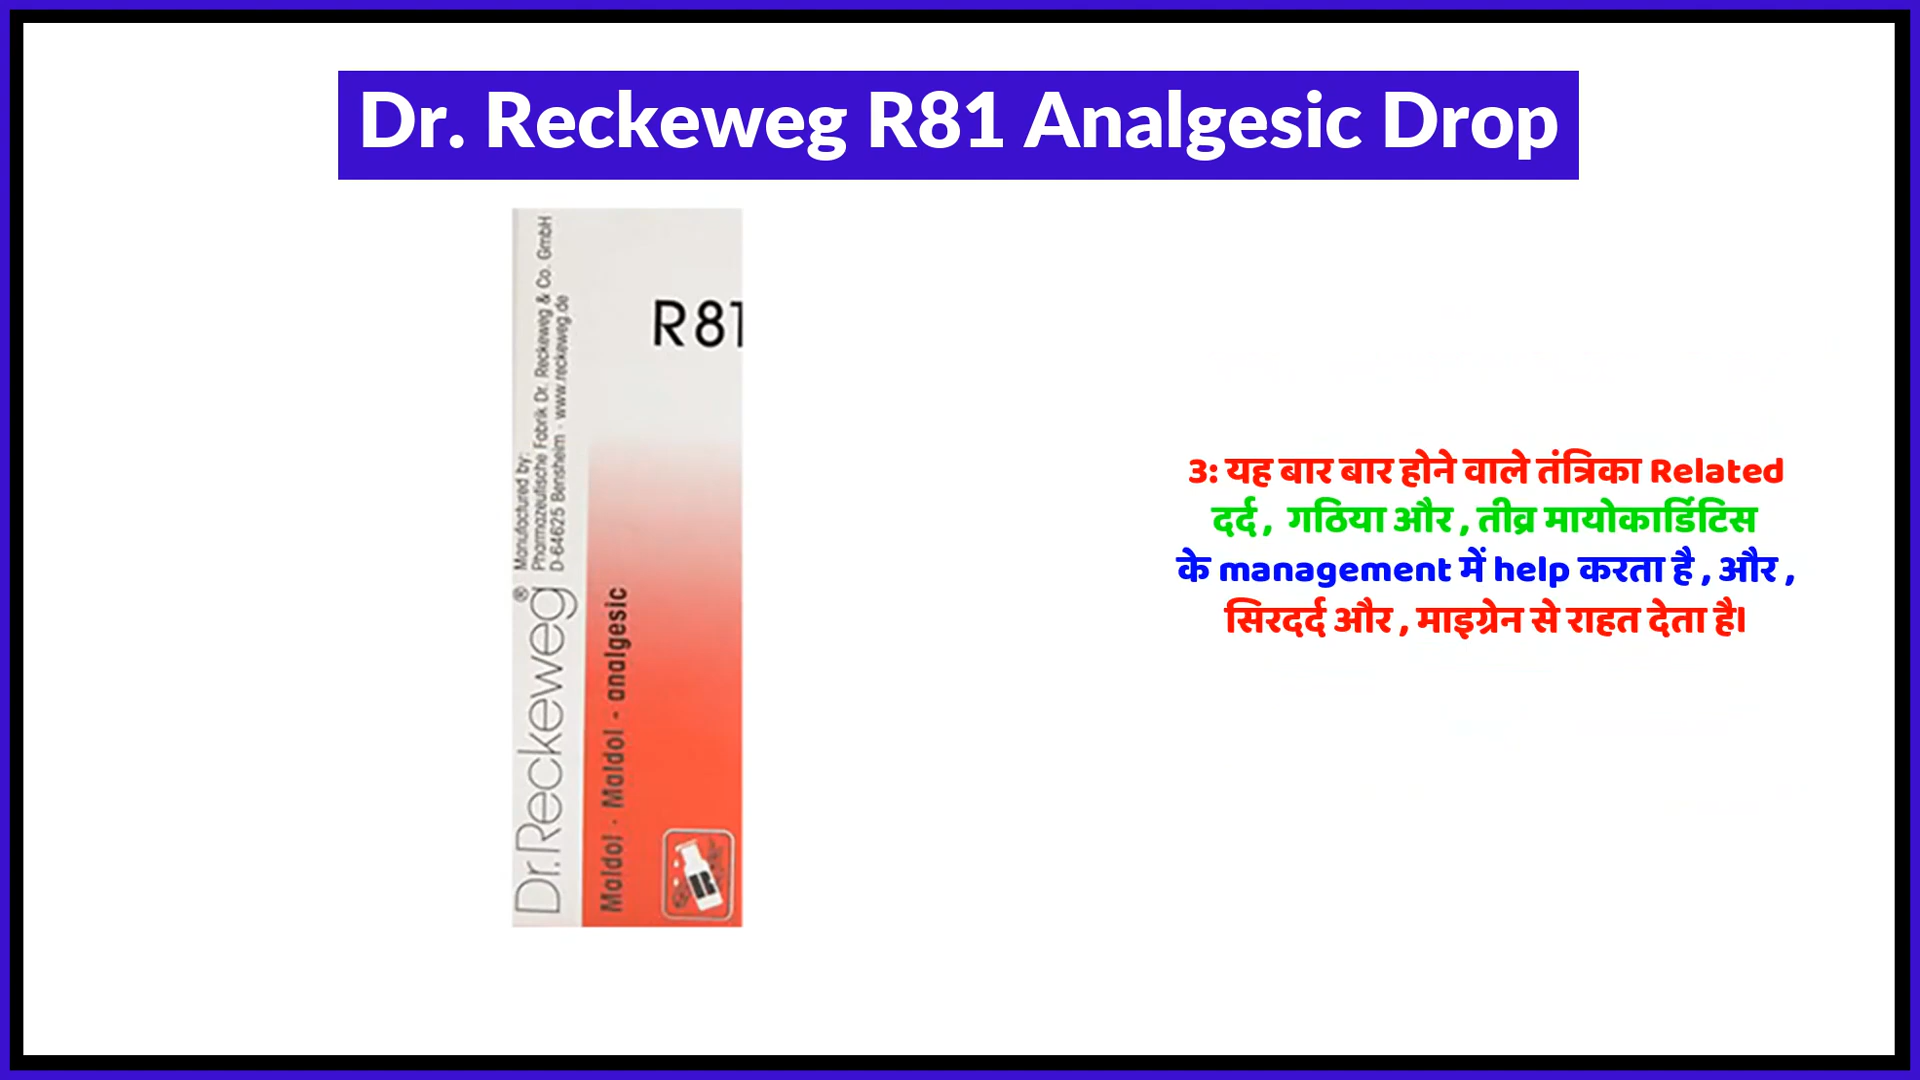 Dr. Reckeweg R81 Analgesic Drop
Manufactured by:
Pharmazeutische Fabrik Dr. Reckeweg & Co. GmbH
D-64625 Bensheim · www.reckeweg.de
Dr.Reckeweg®
R81
Maldol · Maldol - analgesic
3: यह बार बार होने वाले तंत्रिका Related
दर्द , गठिया और , तीव्र मायोकार्डिटिस
के management में help करता है , और ,
सिरदर्द और , माइग्रेन से राहत देता है।